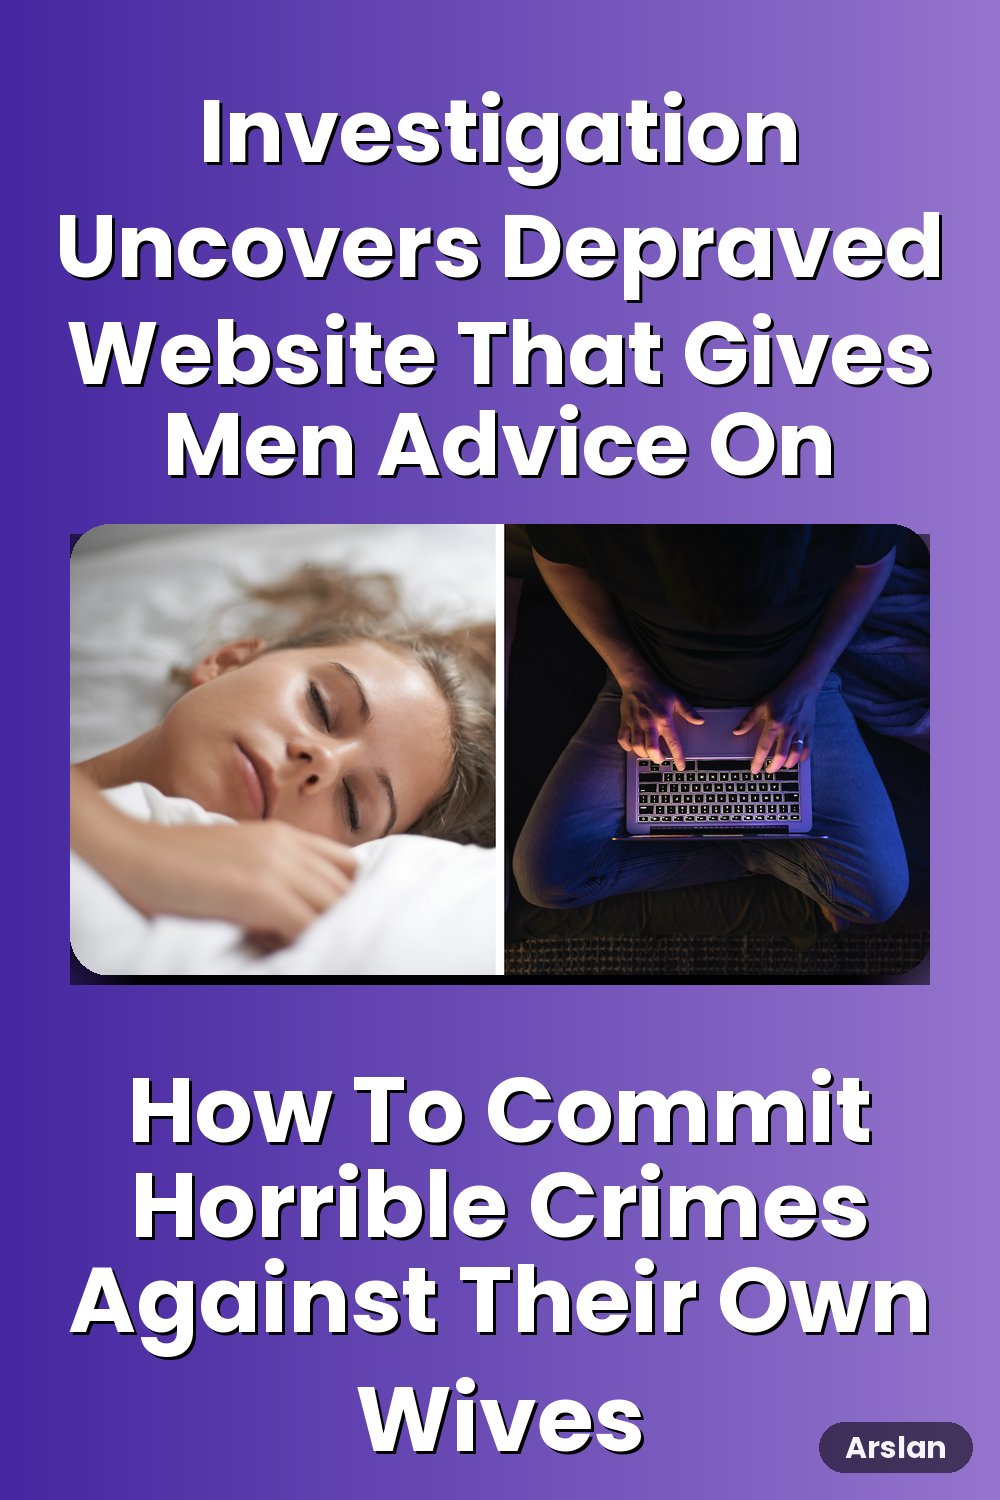 Investigation
Uncovers Depraved
Website That Gives
Men Advice On
How To Commit
Horrible Crimes
Against Their Own
Wives
Arslan